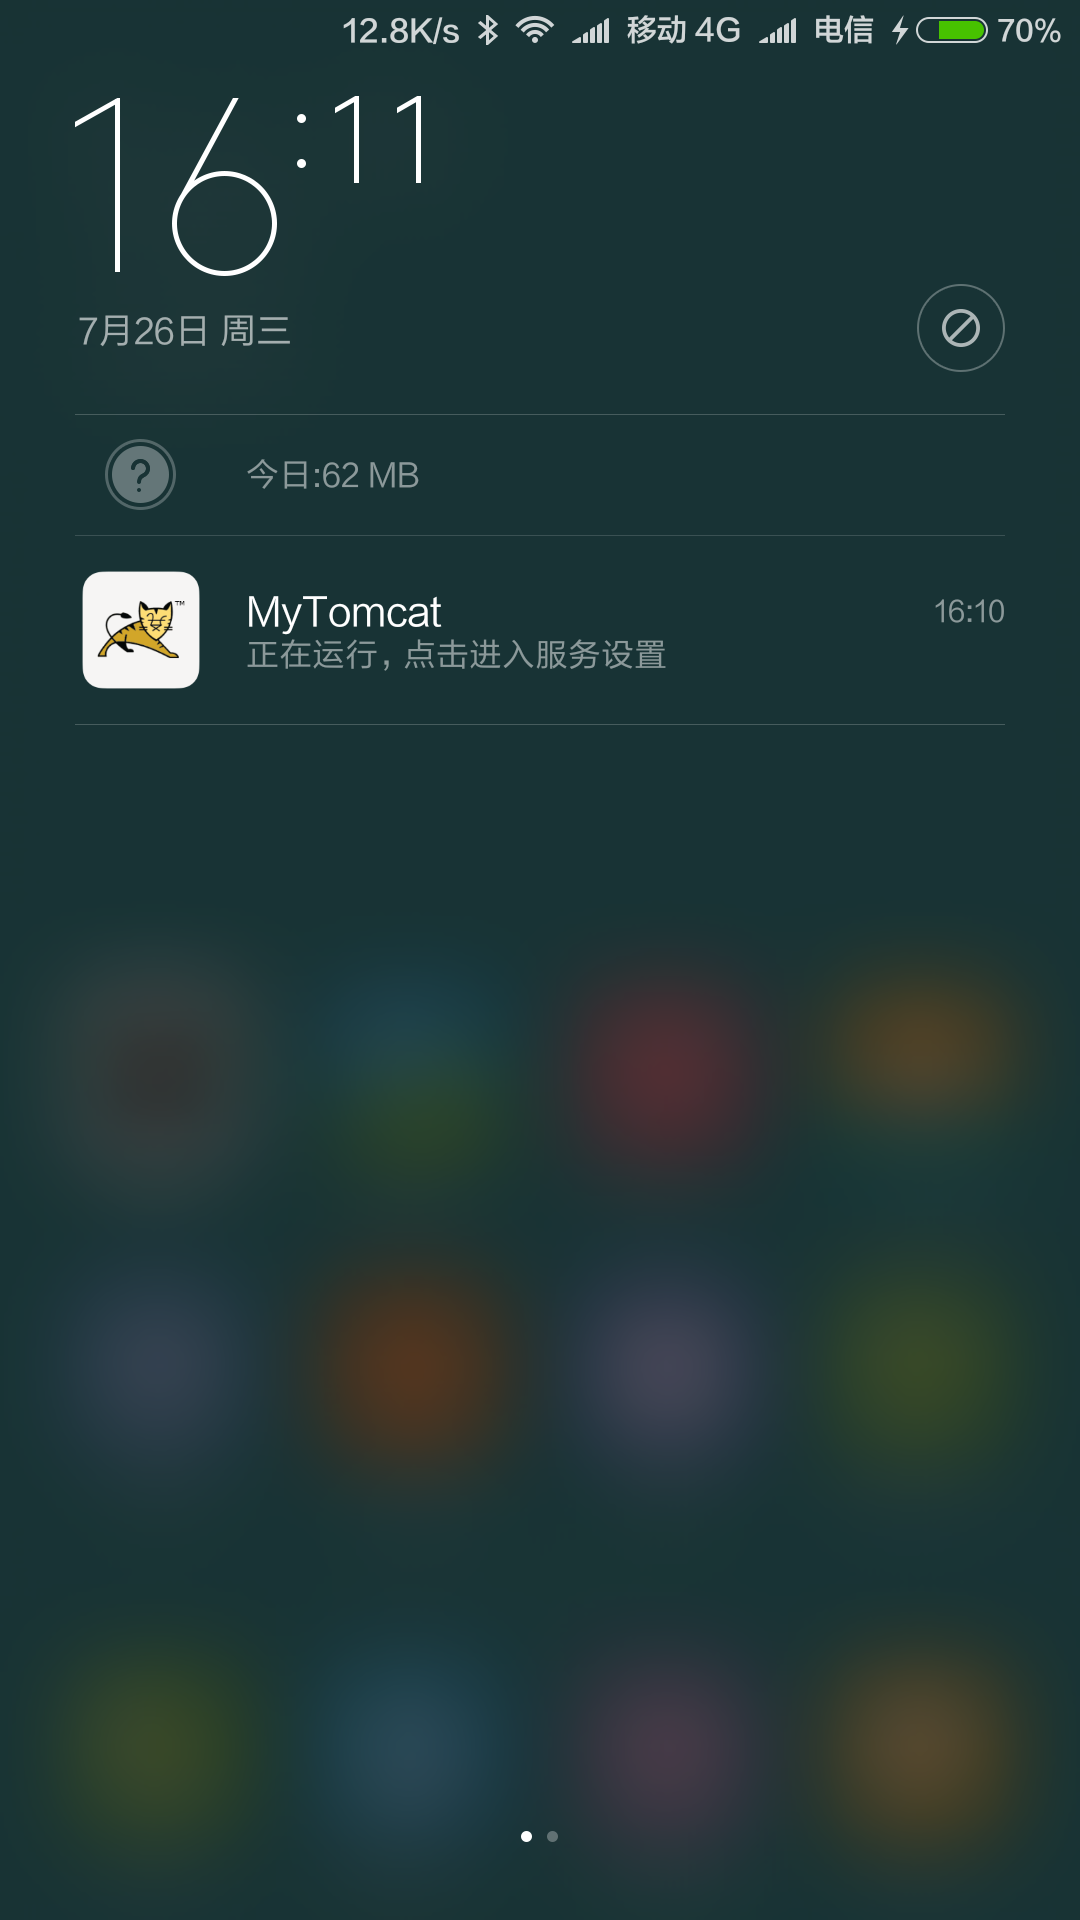 12.8K/s 移动 4G 电信 70%
16:11
7月26日 周三
?
今日:62 MB
TM
MyTomcat 16:10
正在运行，点击进入服务设置